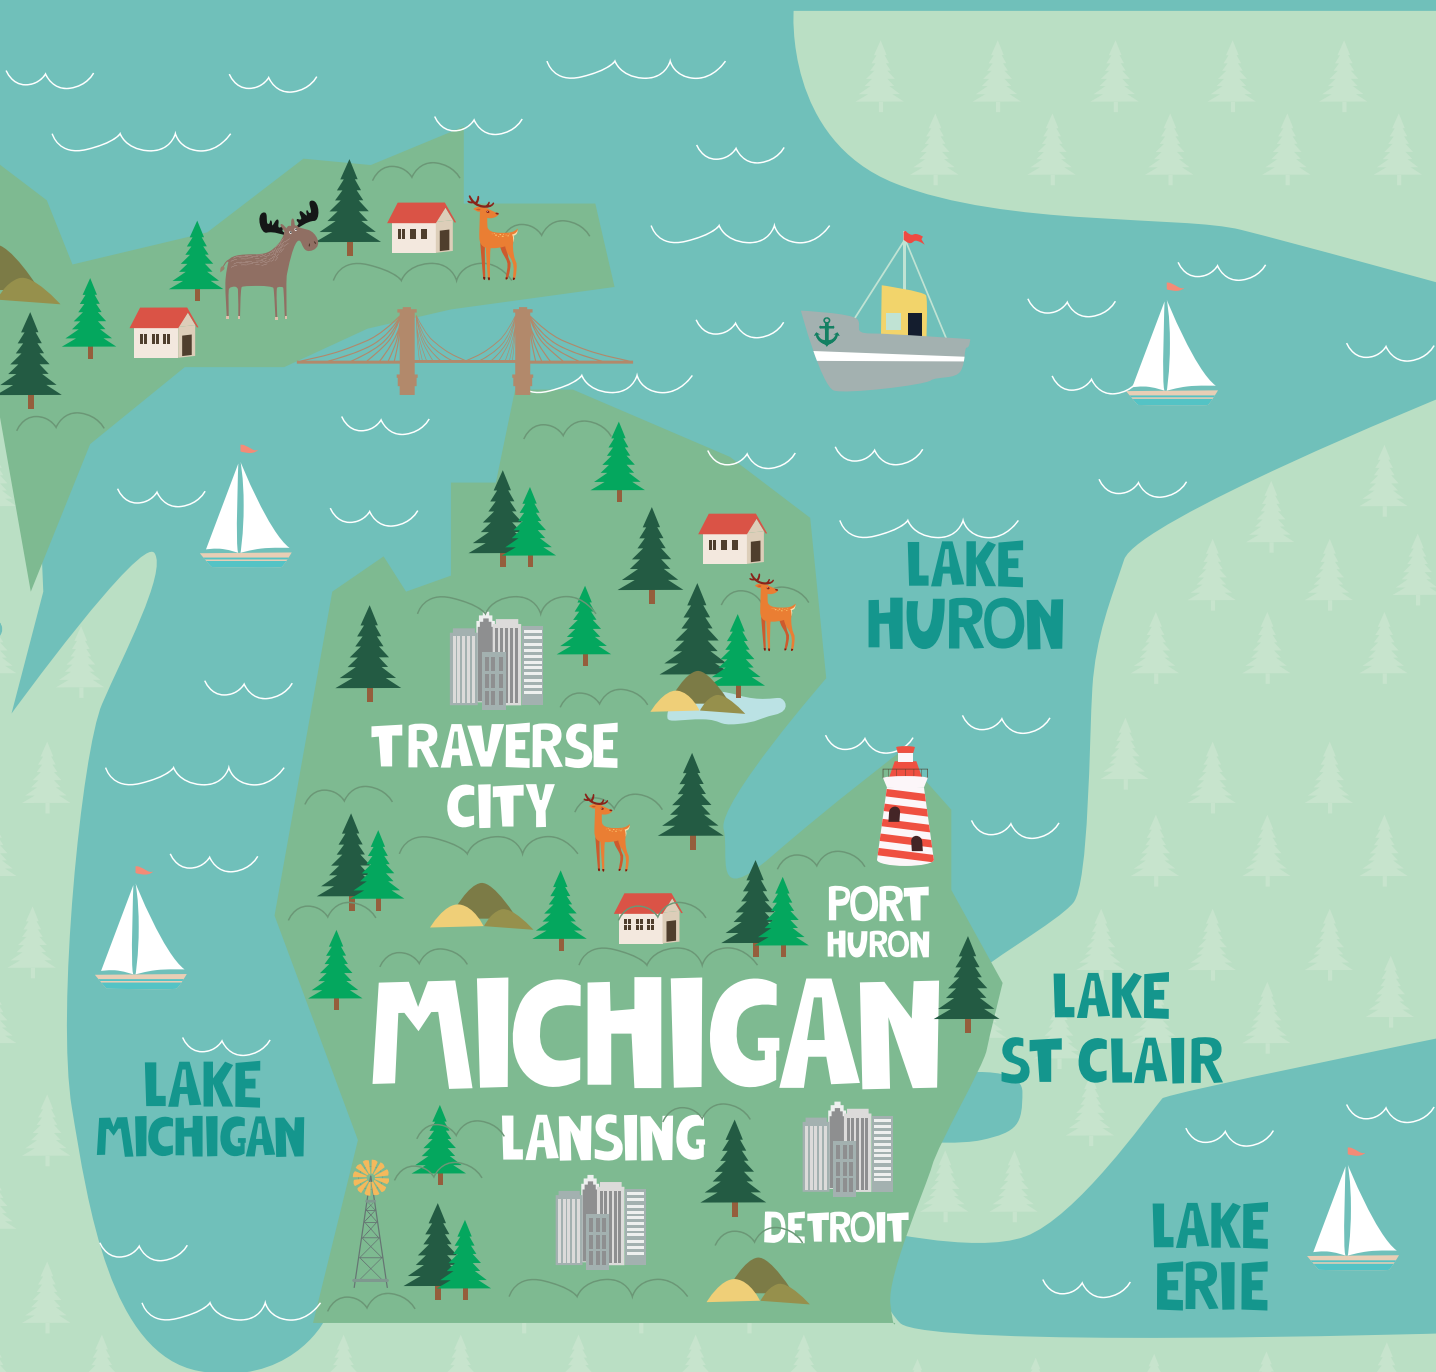 LAKE
HURON
TRAVERSE
CITY
PORT
HURON
MICHIGAN
LAKE
ST CLAIR
LAKE
MICHIGAN
LANSING
DETROIT
LAKE
ERIE